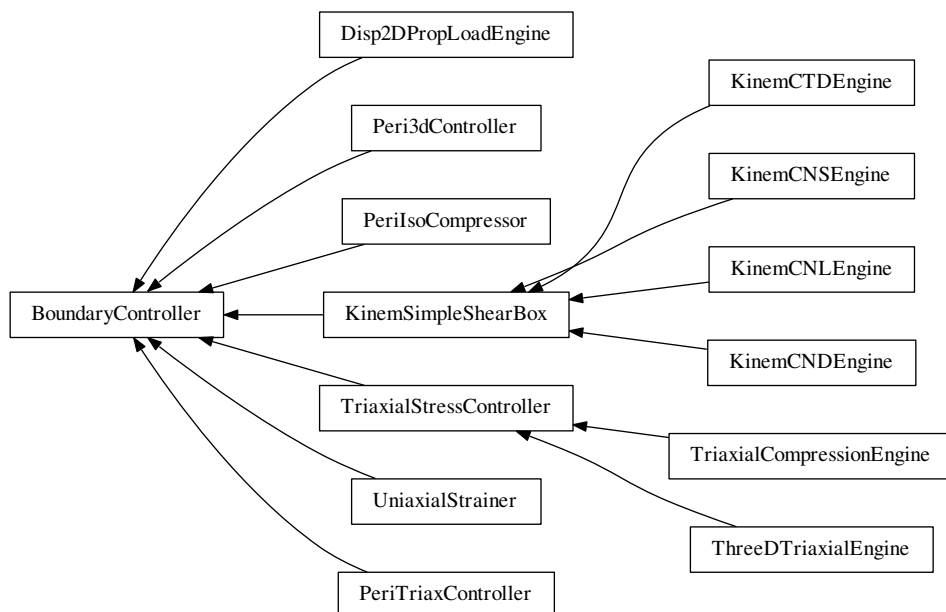 Disp2DPropLoadEngine
KinemCTDEngine
Peri3dController
KinemCNSEngine
PeriIsoCompressor
KinemCNLEngine
BoundaryController
KinemSimpleShearBox
KinemCNDEngine
TriaxialStressController
TriaxialCompressionEngine
UniaxialStrainer
ThreeDTriaxialEngine
PeriTriaxController